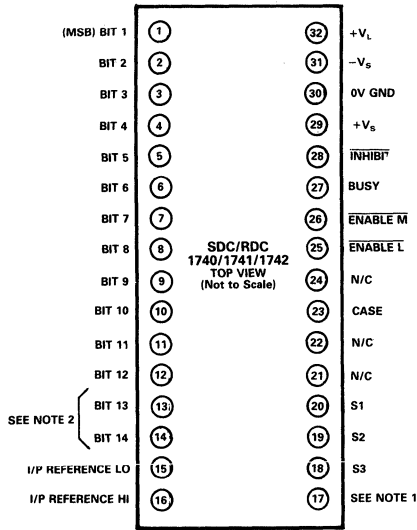 (MSB) BIT 1 1 32 +VL
BIT 2 2 31 −VS
BIT 3 3 30 0V GND
BIT 4 4 29 +VS
BIT 5 5 28 INHIBIT
BIT 6 6 27 BUSY
BIT 7 7 26 ENABLE M
BIT 8 8 25 ENABLE L
SDC/RDC
1740/1741/1742
TOP VIEW
(Not to Scale)
BIT 9 9 24 N/C
BIT 10 10 23 CASE
BIT 11 11 22 N/C
BIT 12 12 21 N/C
SEE NOTE 2
BIT 13 13 20 S1
BIT 14 14 19 S2
I/P REFERENCE LO 15 18 S3
I/P REFERENCE HI 16 17 SEE NOTE 1